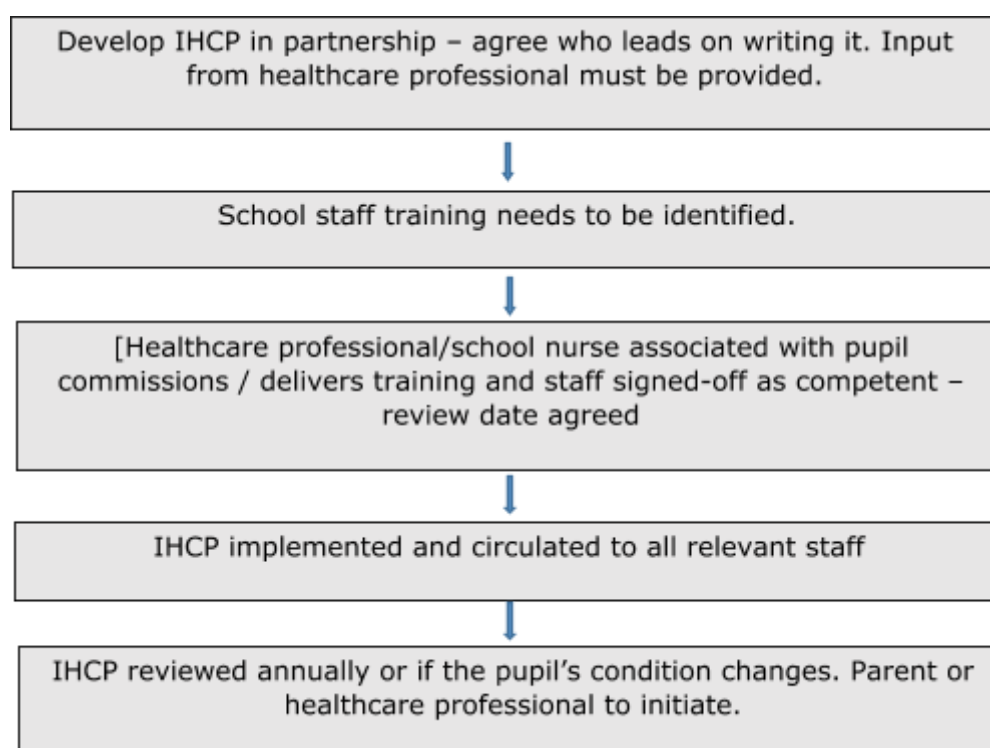 Develop IHCP in partnership – agree who leads on writing it. Input
from healthcare professional must be provided.
School staff training needs to be identified.
[Healthcare professional/school nurse associated with pupil
commissions / delivers training and staff signed-off as competent –
review date agreed
IHCP implemented and circulated to all relevant staff
IHCP reviewed annually or if the pupil’s condition changes. Parent or
healthcare professional to initiate.